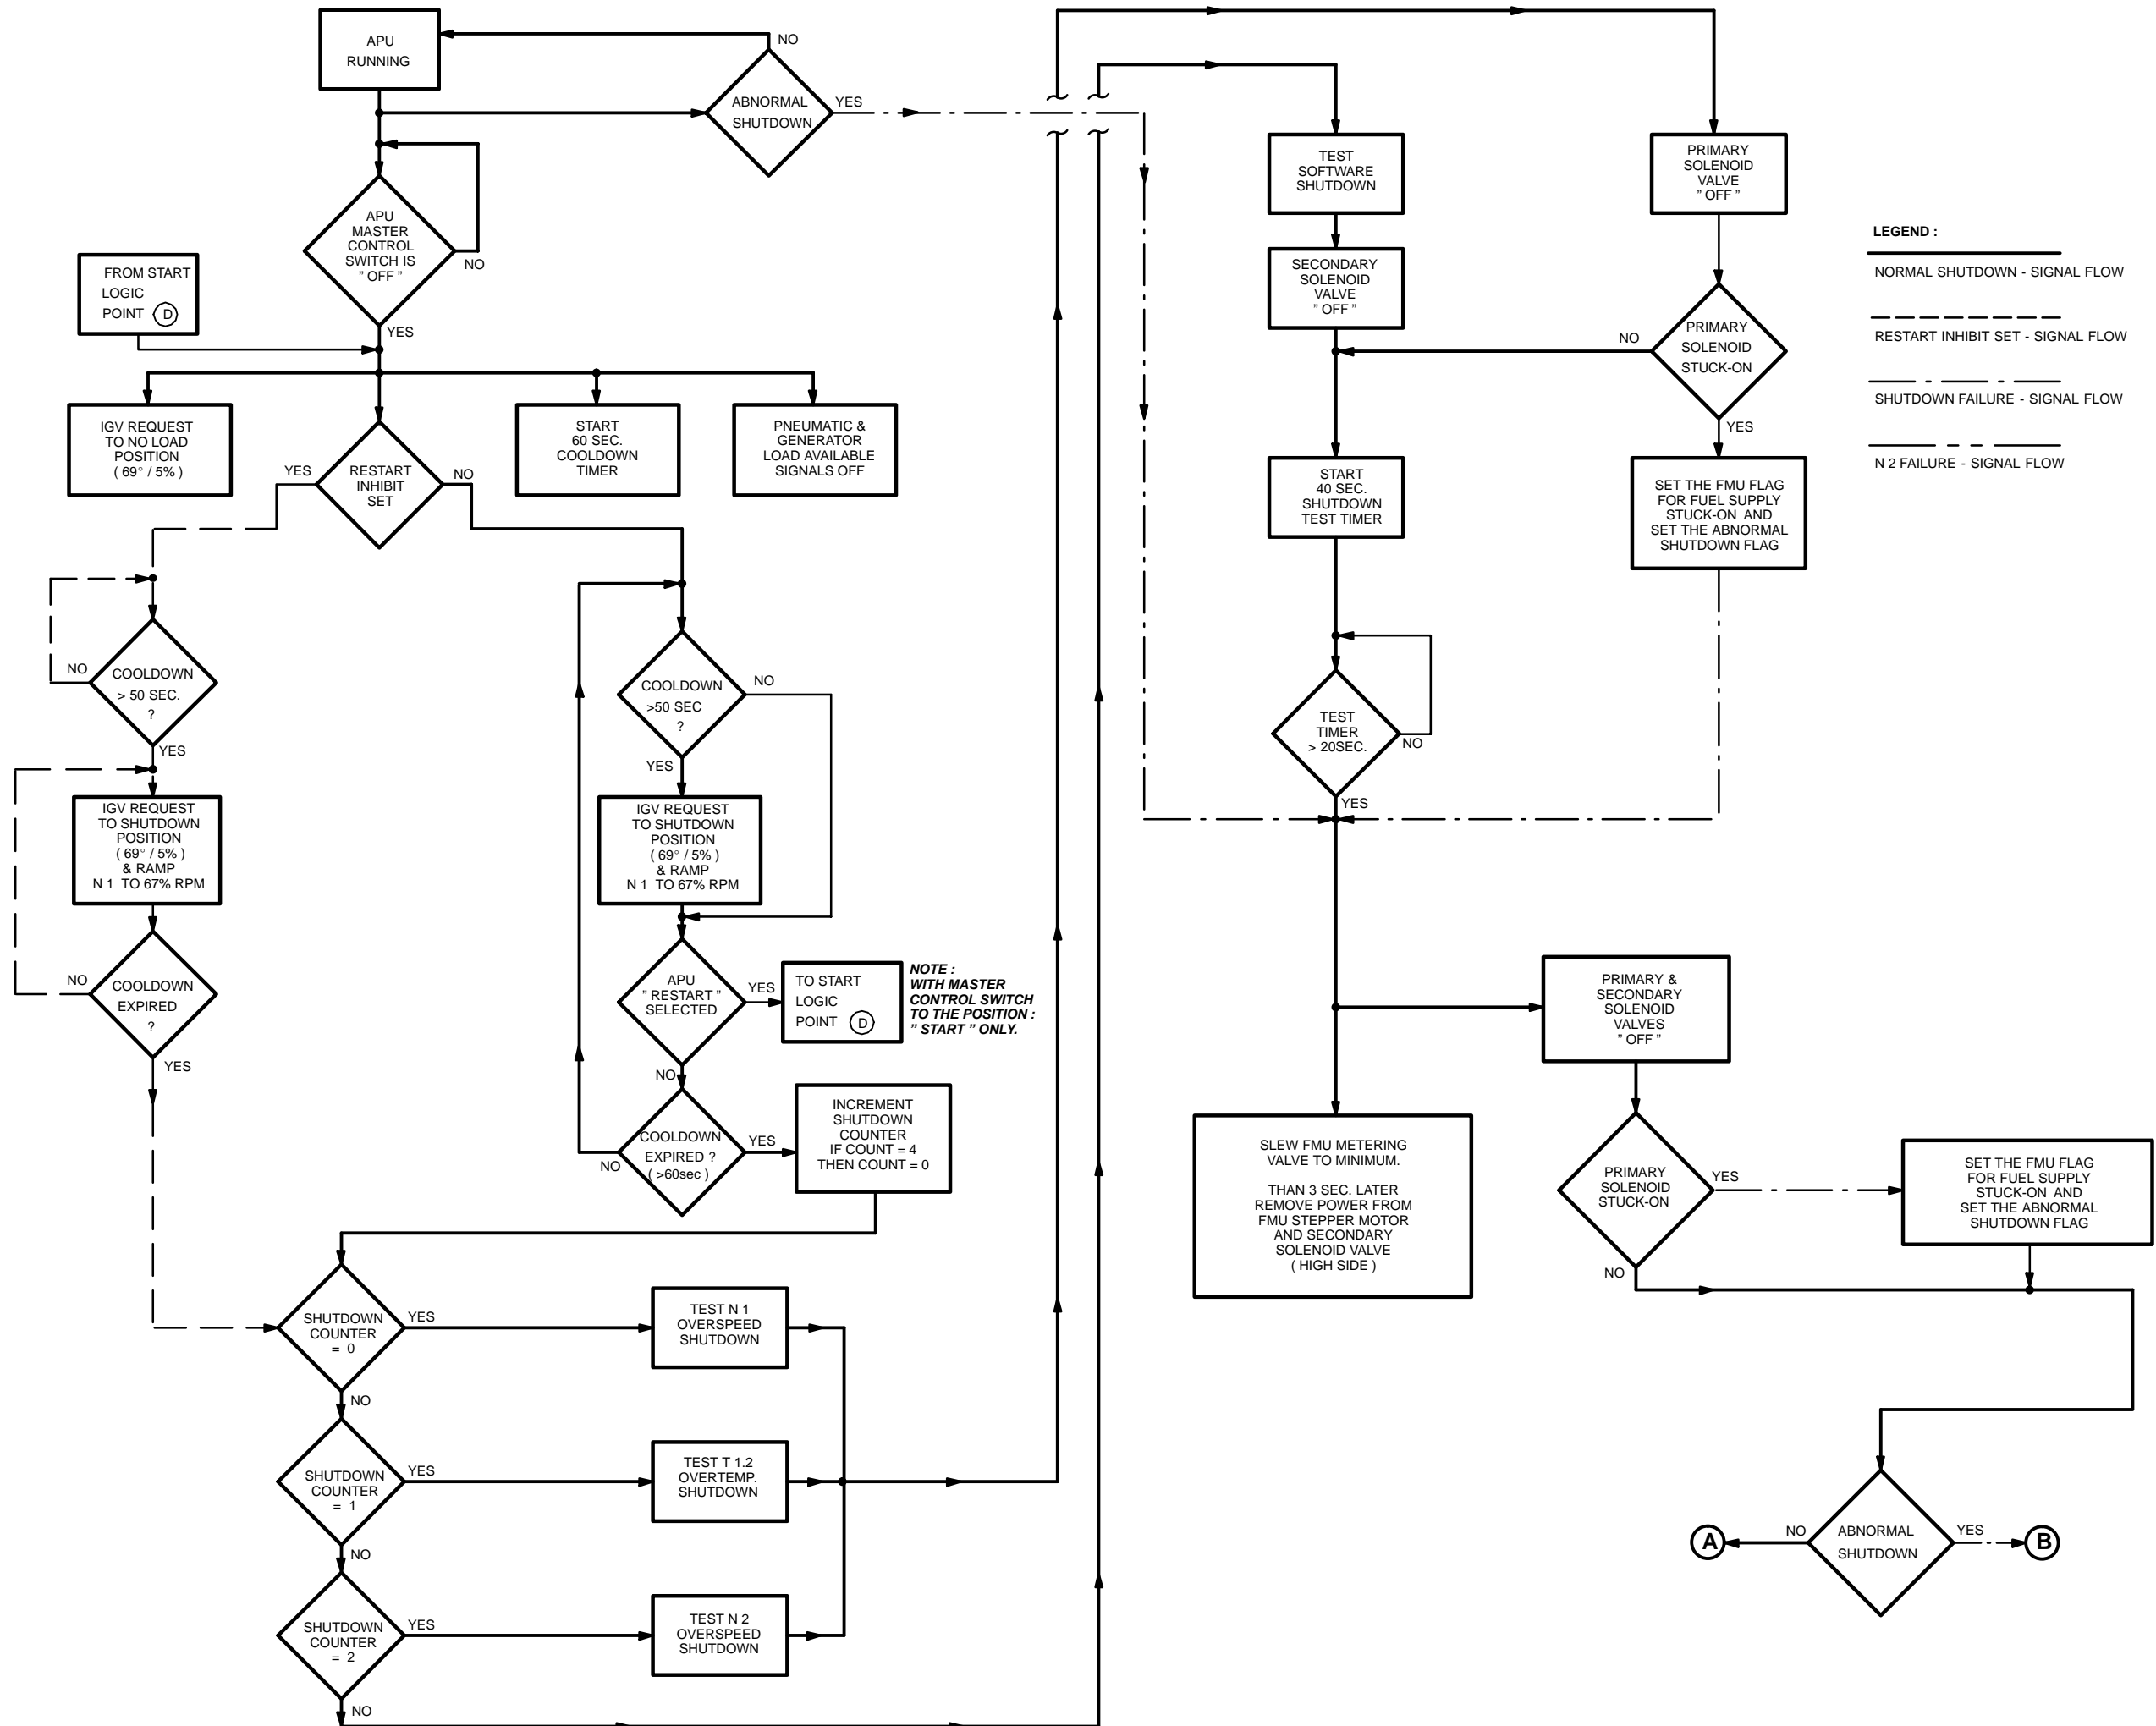 APU
RUNNING
NO
ABNORMAL
SHUTDOWN
YES
APU
MASTER
CONTROL
SWITCH IS
" OFF "
NO
YES
FROM START
LOGIC
POINT D
IGV REQUEST
TO NO LOAD
POSITION
( 69° / 5% )
YES
RESTART
INHIBIT
SET
NO
START
60 SEC.
COOLDOWN
TIMER
PNEUMATIC &
GENERATOR
LOAD AVAILABLE
SIGNALS OFF
NO
COOLDOWN
> 50 SEC.
?
YES
IGV REQUEST
TO SHUTDOWN
POSITION
( 69° / 5% )
& RAMP
N 1 TO 67% RPM
NO
COOLDOWN
EXPIRED
?
YES
COOLDOWN
>50 SEC
?
NO
YES
IGV REQUEST
TO SHUTDOWN
POSITION
( 69° / 5% )
& RAMP
N 1 TO 67% RPM
APU
" RESTART "
SELECTED
YES
NO
TO START
LOGIC
POINT D
NOTE :
WITH MASTER
CONTROL SWITCH
TO THE POSITION :
" START " ONLY.
COOLDOWN
EXPIRED ?
( >60sec )
NO
YES
INCREMENT
SHUTDOWN
COUNTER
IF COUNT = 4
THEN COUNT = 0
SHUTDOWN
COUNTER
= 0
YES
NO
TEST N 1
OVERSPEED
SHUTDOWN
SHUTDOWN
COUNTER
= 1
YES
NO
TEST T 1.2
OVERTEMP.
SHUTDOWN
SHUTDOWN
COUNTER
= 2
YES
NO
TEST N 2
OVERSPEED
SHUTDOWN
TEST
SOFTWARE
SHUTDOWN
SECONDARY
SOLENOID
VALVE
" OFF "
PRIMARY
SOLENOID
VALVE
" OFF "
NO
PRIMARY
SOLENOID
STUCK-ON
YES
START
40 SEC.
SHUTDOWN
TEST TIMER
SET THE FMU FLAG
FOR FUEL SUPPLY
STUCK-ON AND
SET THE ABNORMAL
SHUTDOWN FLAG
TEST
TIMER
> 20SEC.
NO
YES
LEGEND :
NORMAL SHUTDOWN - SIGNAL FLOW
RESTART INHIBIT SET - SIGNAL FLOW
SHUTDOWN FAILURE - SIGNAL FLOW
N 2 FAILURE - SIGNAL FLOW
PRIMARY &
SECONDARY
SOLENOID
VALVES
" OFF "
SLEW FMU METERING
VALVE TO MINIMUM.
THAN 3 SEC. LATER
REMOVE POWER FROM
FMU STEPPER MOTOR
AND SECONDARY
SOLENOID VALVE
( HIGH SIDE )
PRIMARY
SOLENOID
STUCK-ON
YES
NO
SET THE FMU FLAG
FOR FUEL SUPPLY
STUCK-ON AND
SET THE ABNORMAL
SHUTDOWN FLAG
A
NO
ABNORMAL
SHUTDOWN
YES
B